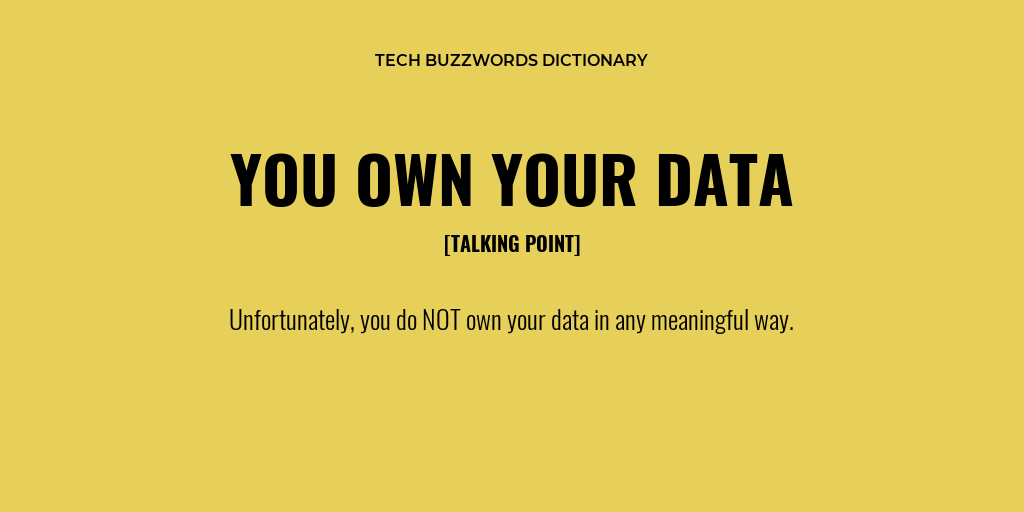 TECH BUZZWORDS DICTIONARY
YOU OWN YOUR DATA
[TALKING POINT]
Unfortunately, you do NOT own your data in any meaningful way.